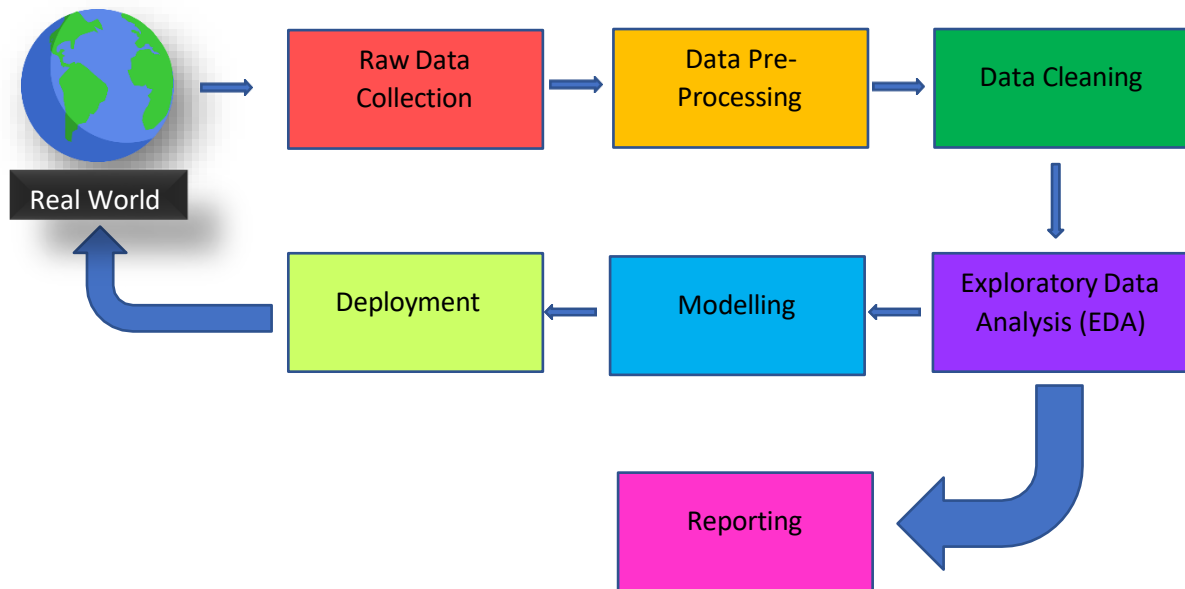 Raw Data
Collection
Data Pre-
Processing
Data Cleaning
Real World
Deployment
Modelling
Exploratory Data
Analysis (EDA)
Reporting